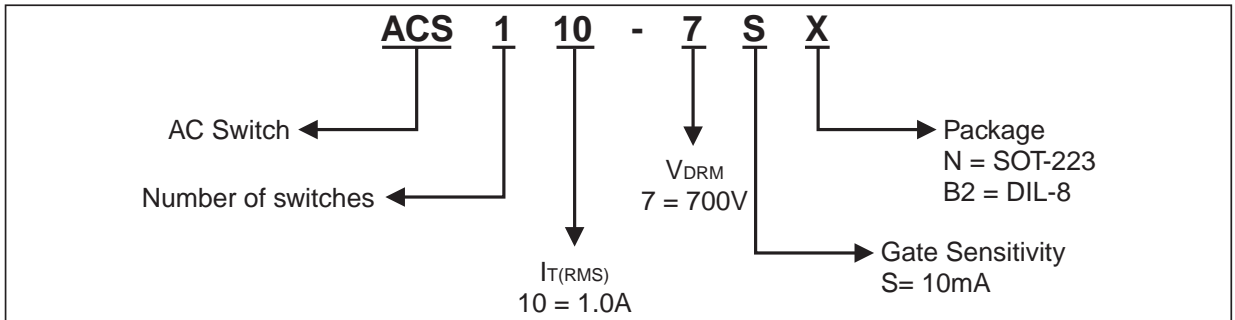 ACS 1 10 - 7 S X
AC Switch
Number of switches
IT(RMS)
10 = 1.0A
VDRM
7 = 700V
Package
N = SOT-223
B2 = DIL-8
Gate Sensitivity
S= 10mA